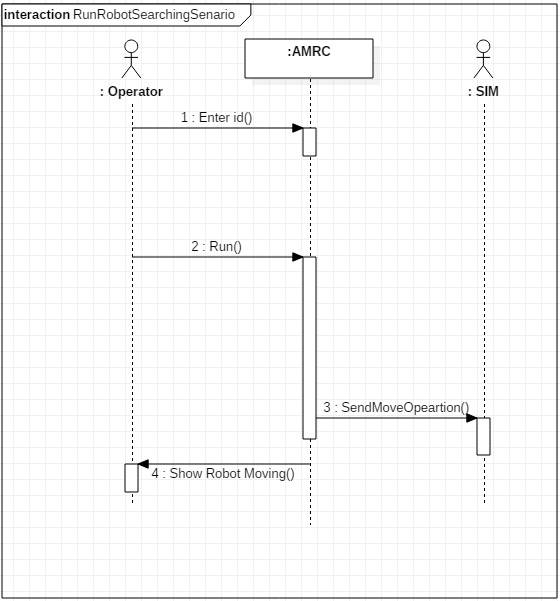 interaction RunRobotSearchingSenario
: Operator
:AMRC
: SIM
1 : Enter id()
2 : Run()
3 : SendMoveOpeartion()
4 : Show Robot Moving()